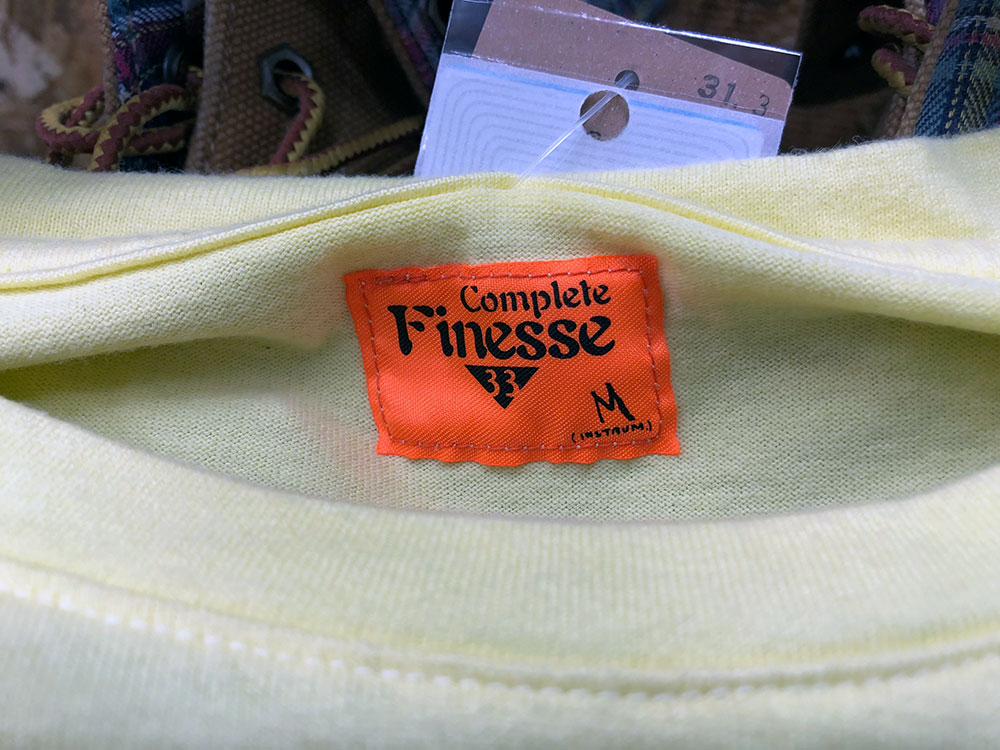 31. 3
Complete
Finesse
33
M
(INSTRUM.)